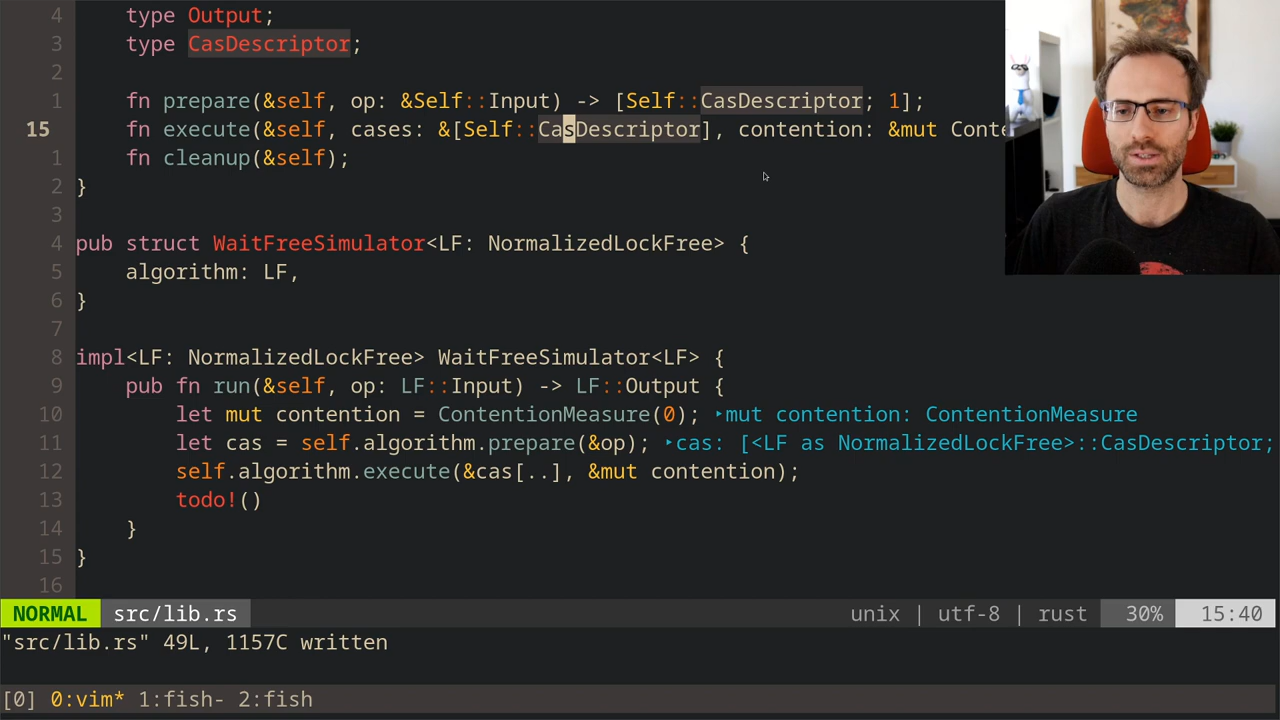 4 type Output;
3 type CasDescriptor;
2
1 fn prepare(&self, op: &Self::Input) -> [Self::CasDescriptor; 1];
15 fn execute(&self, cases: &[Self::CasDescriptor], contention: &mut Conte
1 fn cleanup(&self);
2 }
3
4 pub struct WaitFreeSimulator<LF: NormalizedLockFree> {
5 algorithm: LF,
6 }
7
8 impl<LF: NormalizedLockFree> WaitFreeSimulator<LF> {
9 pub fn run(&self, op: LF::Input) -> LF::Output {
10 let mut contention = ContentionMeasure(0); ‣mut contention: ContentionMeasure
11 let cas = self.algorithm.prepare(&op); ‣cas: [<LF as NormalizedLockFree>::CasDescriptor;
12 self.algorithm.execute(&cas[..], &mut contention);
13 todo!()
14 }
15 }
16
NORMAL src/lib.rs unix | utf-8 | rust 30% 15:40
"src/lib.rs" 49L, 1157C written
[0] 0:vim* 1:fish- 2:fish